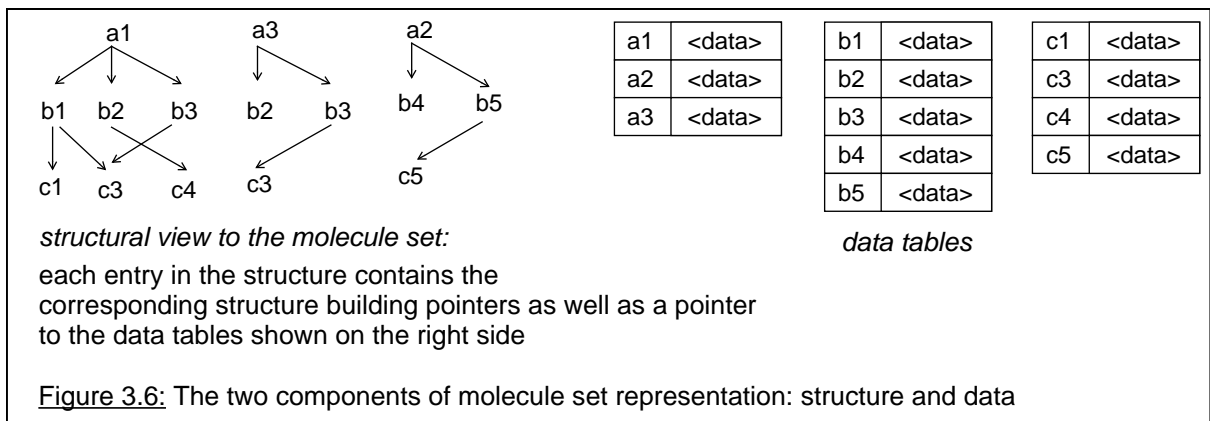 a1 a3 a2
b1 b2 b3 b2 b3 b4 b5
c1 c3 c4 c3 c5
a1 <data>
a2 <data>
a3 <data>
b1 <data>
b2 <data>
b3 <data>
b4 <data>
b5 <data>
c1 <data>
c3 <data>
c4 <data>
c5 <data>
structural view to the molecule set:
data tables
each entry in the structure contains the
corresponding structure building pointers as well as a pointer
to the data tables shown on the right side
Figure 3.6: The two components of molecule set representation: structure and data